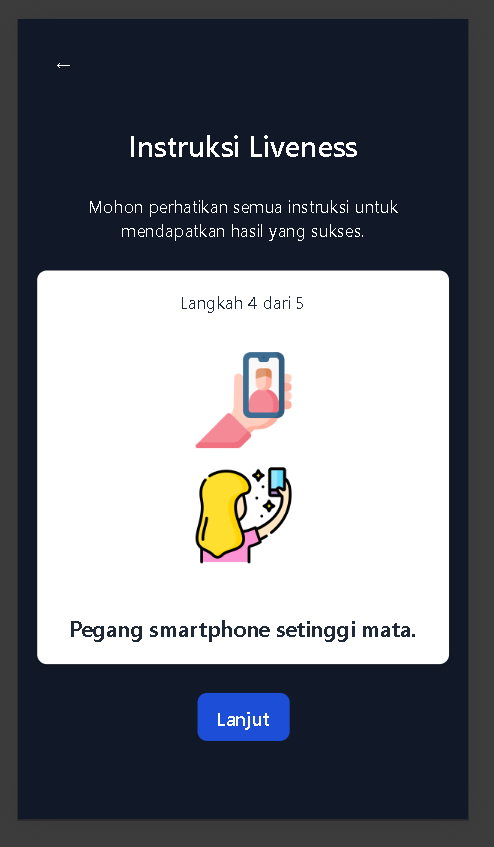 ←
Instruksi Liveness
Mohon perhatikan semua instruksi untuk
mendapatkan hasil yang sukses.
Langkah 4 dari 5
Pegang smartphone setinggi mata.
Lanjut